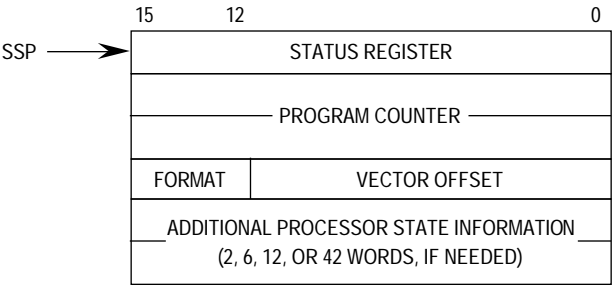 15 12 0
SSP STATUS REGISTER
PROGRAM COUNTER
FORMAT VECTOR OFFSET
ADDITIONAL PROCESSOR STATE INFORMATION
(2, 6, 12, OR 42 WORDS, IF NEEDED)